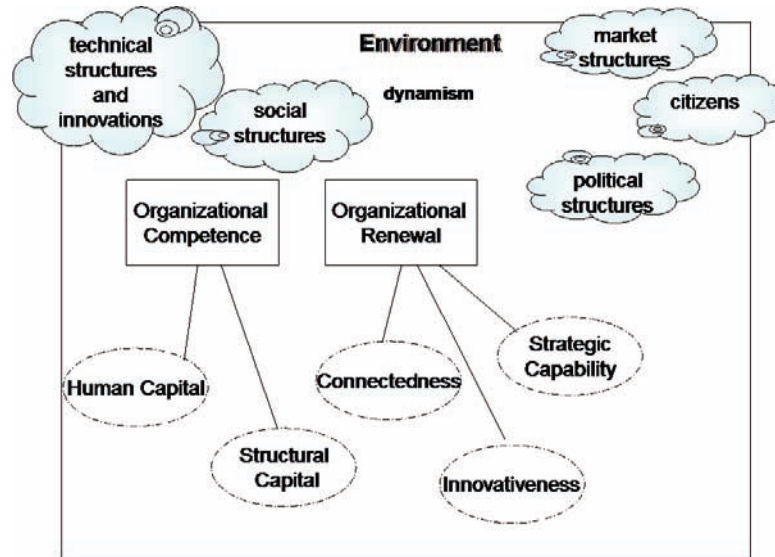 technical
structures
and
innovations
Environment
dynamism
social
structures
market
structures
citizens
political
structures
Organizational
Competence
Organizational
Renewal
Human Capital
Structural
Capital
Connectedness
Strategic
Capability
Innovativeness